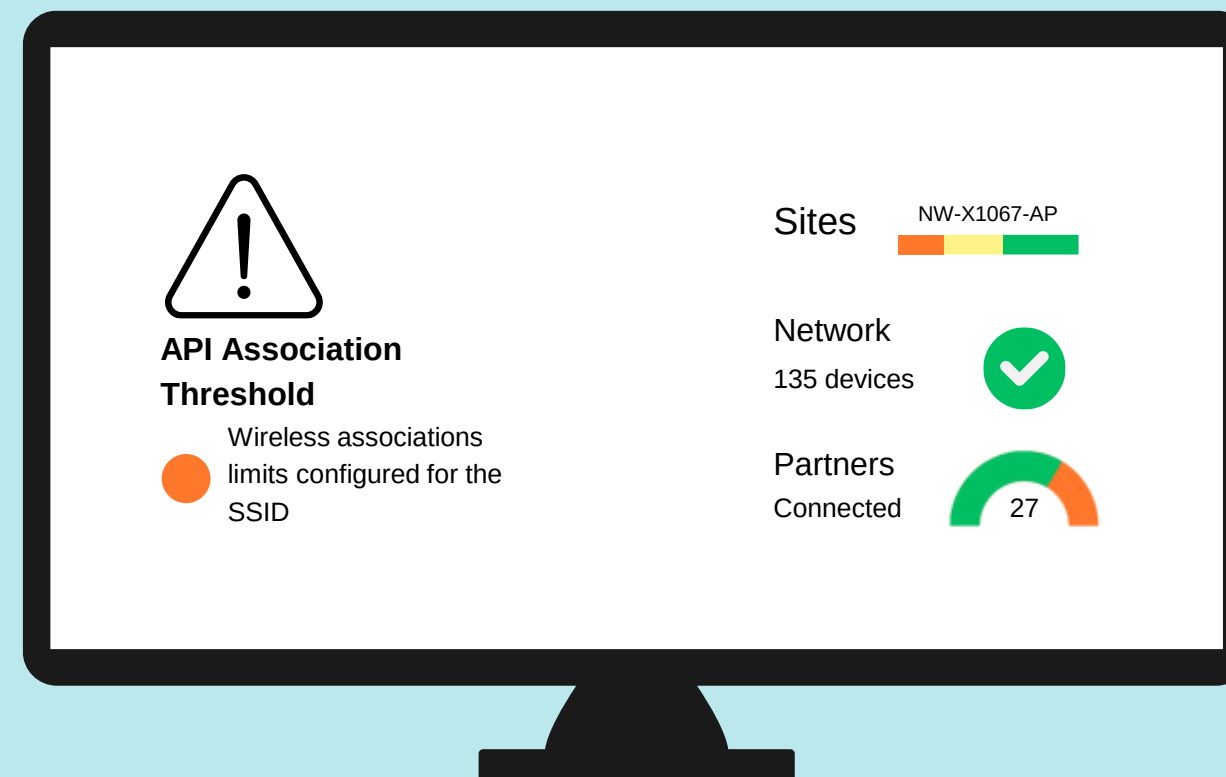 API Association
Threshold
Wireless associations
limits configured for the
SSID
Sites
NW-X1067-AP
Network
135 devices
Partners
Connected
27